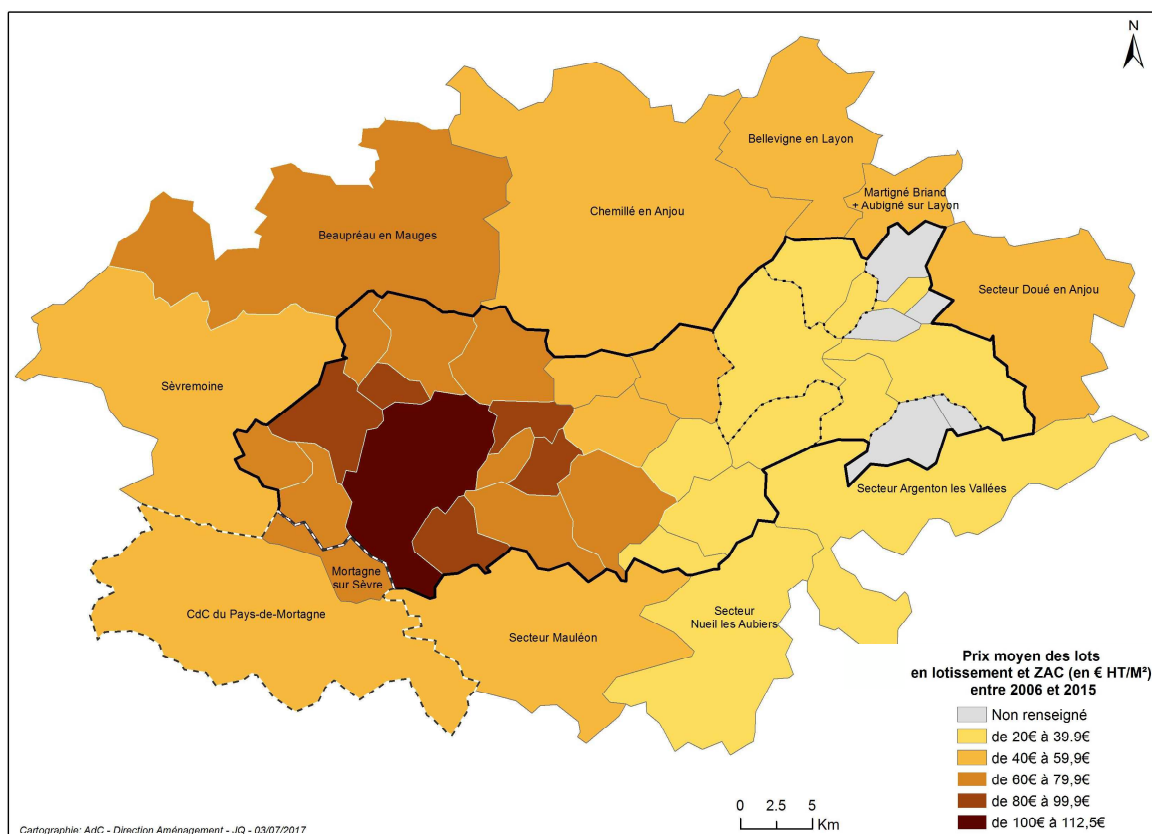 N
Bellevigne en Layon
Martigné Briand
+ Aubigné sur Layon
Chemillé en Anjou
Beaupréau en Mauges
Secteur Doué en Anjou
Sèvremoine
Secteur Argenton les Vallées
Mortagne
sur Sèvre
CdC du Pays-de-Mortagne
Secteur
Nueil les Aubiers
Secteur Mauléon
Prix moyen des lots
en lotissement et ZAC (en € HT/M²)
entre 2006 et 2015
Non renseigné
de 20€ à 39.9€
de 40€ à 59,9€
de 60€ à 79,9€
de 80€ à 99,9€
de 100€ à 112,5€
0 2.5 5
Km
Cartographie: AdC - Direction Aménagement - JQ - 03/07/2017